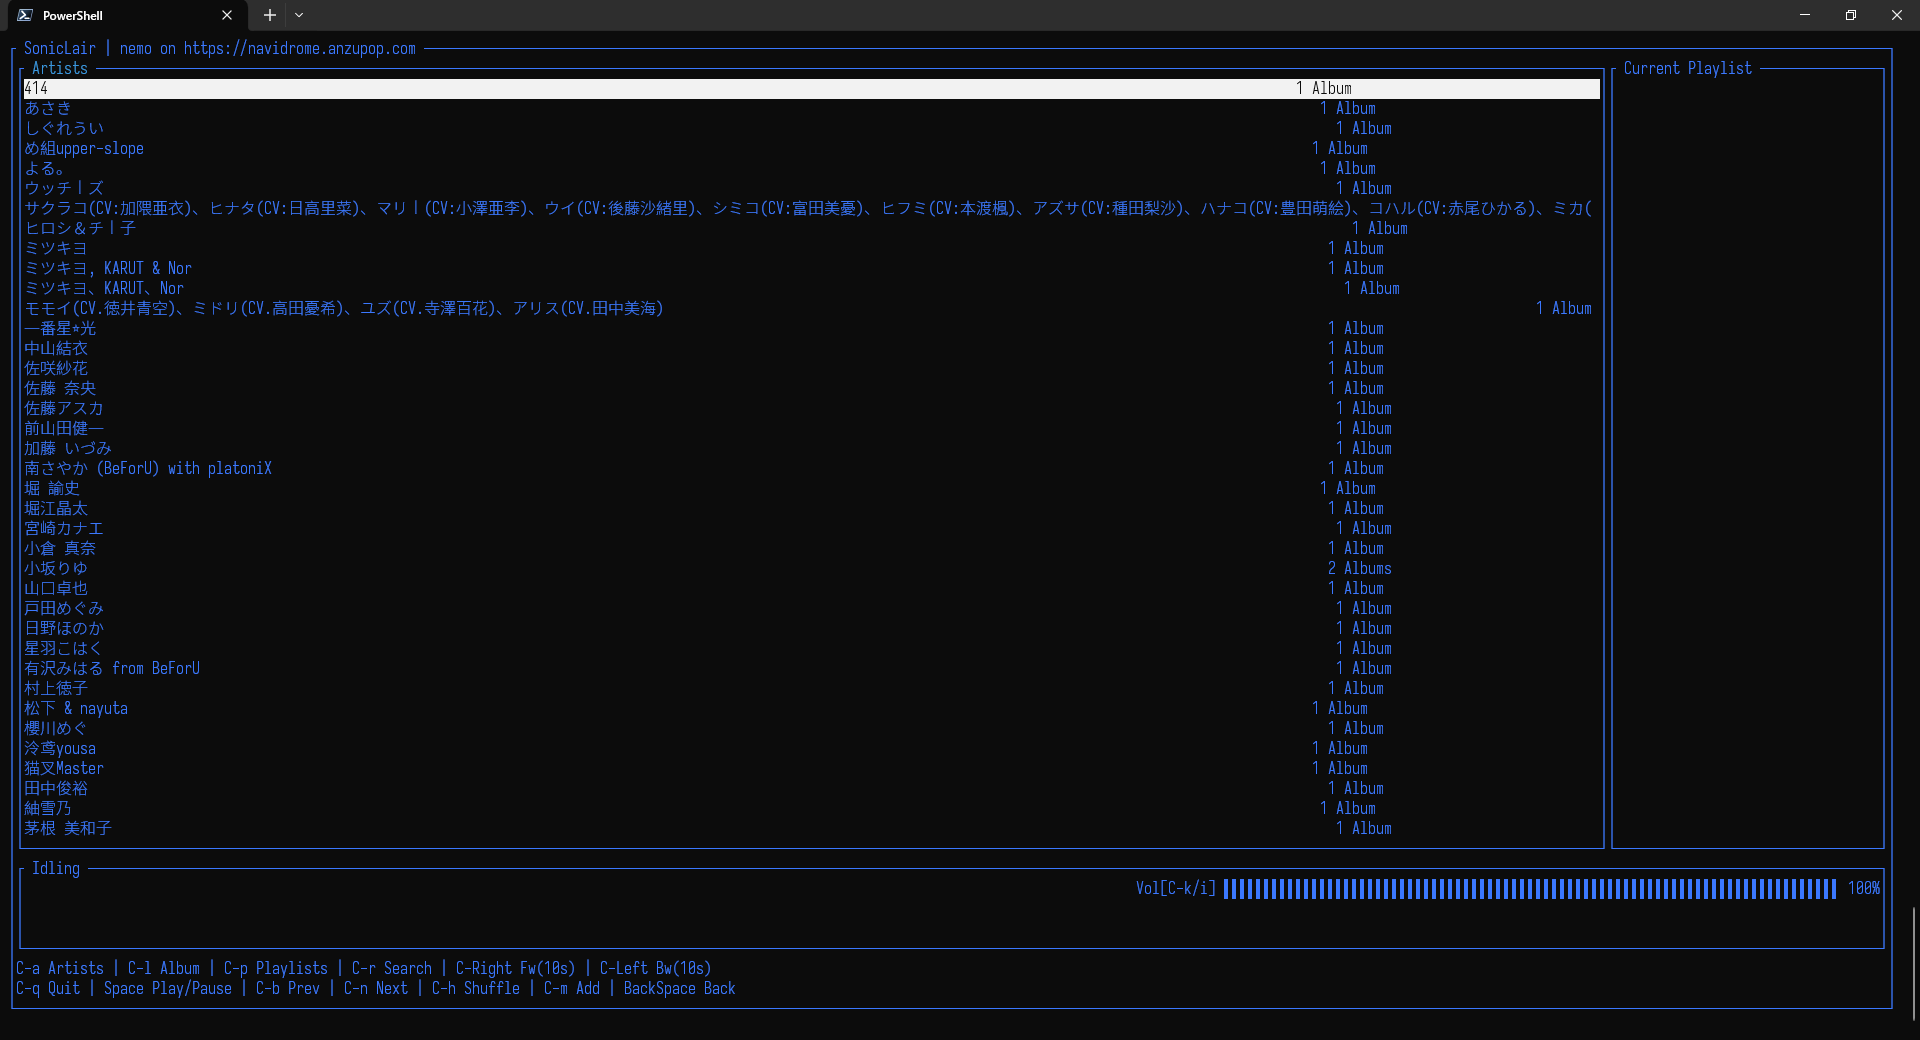 PowerShell
SonicLair | nemo on https://navidrome.anzupop.com
Artists
Current Playlist
414 1 Album
あさき 1 Album
しぐれうい 1 Album
め組upper-slope 1 Album
よる。 1 Album
ウッチーズ 1 Album
サクラコ(CV:加隈亜衣)、ヒナタ(CV:日高里菜)、マリー(CV:小澤亜李)、ウイ(CV:後藤沙緒里)、シミコ(CV:富田美憂)、ヒフミ(CV:本渡楓)、アズサ(CV:種田梨沙)、ハナコ(CV:豊田萌絵)、コハル(CV:赤尾ひかる)、ミカ(
ヒロシ＆チー子 1 Album
ミツキヨ 1 Album
ミツキヨ, KARUT & Nor 1 Album
ミツキヨ、KARUT、Nor 1 Album
モモイ(CV.徳井青空)、ミドリ(CV.高田憂希)、ユズ(CV.寺澤百花)、アリス(CV.田中美海) 1 Album
一番星⭐光 1 Album
中山結衣 1 Album
佐咲紗花 1 Album
佐藤 奈央 1 Album
佐藤アスカ 1 Album
前山田健一 1 Album
加藤 いづみ 1 Album
南さやか (BeForU) with platoniX 1 Album
堀 諭史 1 Album
堀江晶太 1 Album
宮崎カナエ 1 Album
小倉 真奈 1 Album
小坂りゆ 2 Albums
山口卓也 1 Album
戸田めぐみ 1 Album
日野ほのか 1 Album
星羽こはく 1 Album
有沢みはる from BeForU 1 Album
村上徳子 1 Album
松下 & nayuta 1 Album
櫻川めぐ 1 Album
泠鸢yousa 1 Album
猫叉Master 1 Album
田中俊裕 1 Album
紬雪乃 1 Album
茅根 美和子 1 Album
Idling
Vol[C-k/i] 100%
C-a Artists | C-l Album | C-p Playlists | C-r Search | C-Right Fw(10s) | C-Left Bw(10s)
C-q Quit | Space Play/Pause | C-b Prev | C-n Next | C-h Shuffle | C-m Add | BackSpace Back